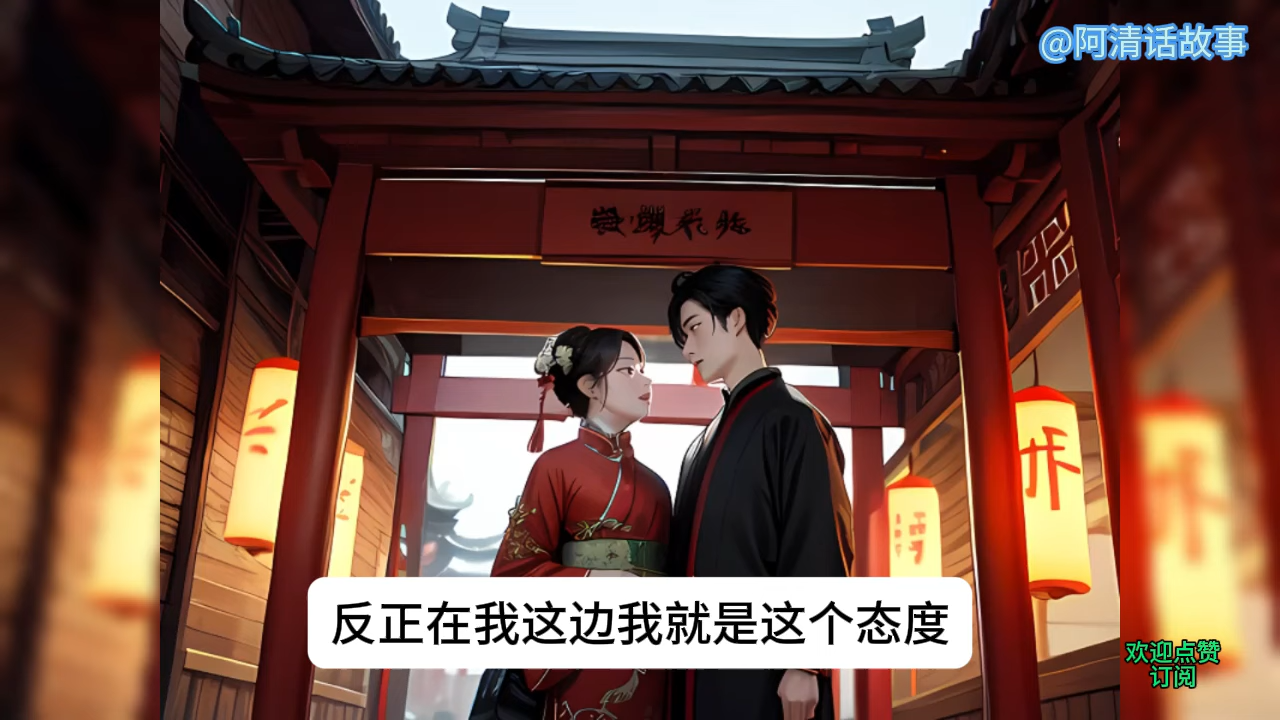 @阿清话故事
反正在我这边我就是这个态度
欢迎点赞
订阅